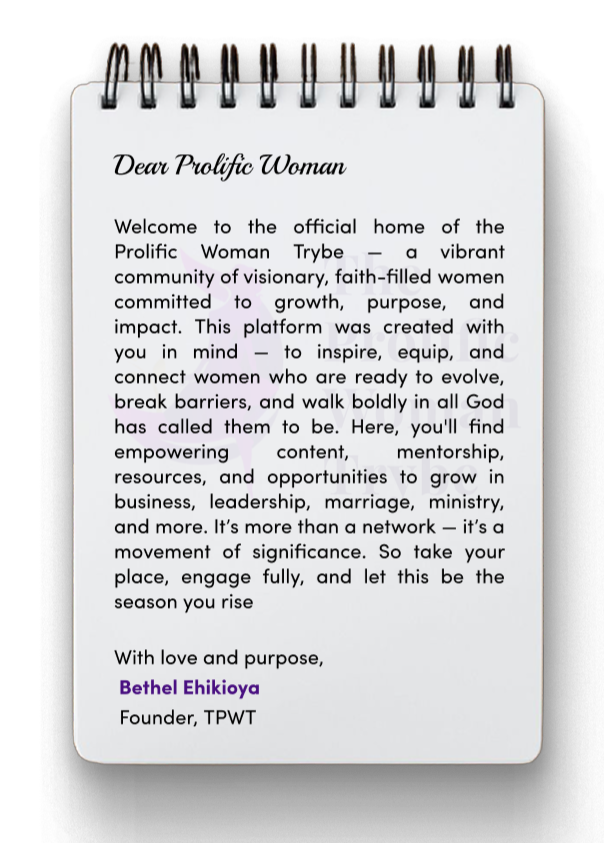 Dear Prolific Woman
Welcome to the official home of the
Prolific Woman Trybe — a vibrant
community of visionary, faith-filled women
committed to growth, purpose, and
impact. This platform was created with
you in mind — to inspire, equip, and
connect women who are ready to evolve,
break barriers, and walk boldly in all God
has called them to be. Here, you'll find
empowering content, mentorship,
resources, and opportunities to grow in
business, leadership, marriage, ministry,
and more. It’s more than a network — it’s a
movement of significance. So take your
place, engage fully, and let this be the
season you rise
With love and purpose,
Bethel Ehikioya
Founder, TPWT
The
Prolific
Woman
Trybe